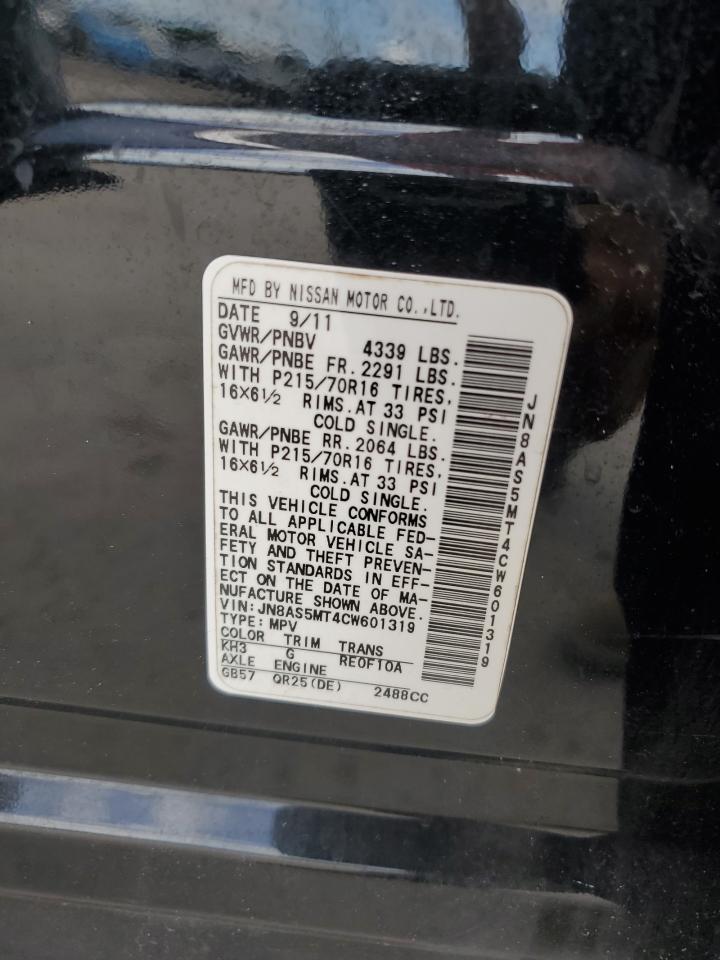 MFD BY NISSAN MOTOR CO.,LTD.
DATE 9/11
GVWR/PNBV 4339 LBS.
GAWR/PNBE FR. 2291 LBS.
WITH P215/70R16 TIRES,
16X6½ RIMS. AT 33 PSI
COLD SINGLE.
GAWR/PNBE RR. 2064 LBS.
WITH P215/70R16 TIRES,
16X6½ RIMS. AT 33 PSI
COLD SINGLE.
THIS VEHICLE CONFORMS
TO ALL APPLICABLE FED-
ERAL MOTOR VEHICLE SA-
FETY AND THEFT PREVEN-
TION STANDARDS IN EFF-
ECT ON THE DATE OF MA-
NUFACTURE SHOWN ABOVE.
VIN: JN8AS5MT4CW601319
TYPE: MPV
COLOR TRIM TRANS
KH3 G RE0F10A
AXLE ENGINE
GB57 QR25(DE) 2488CC
JN8AS5MT4CW601319